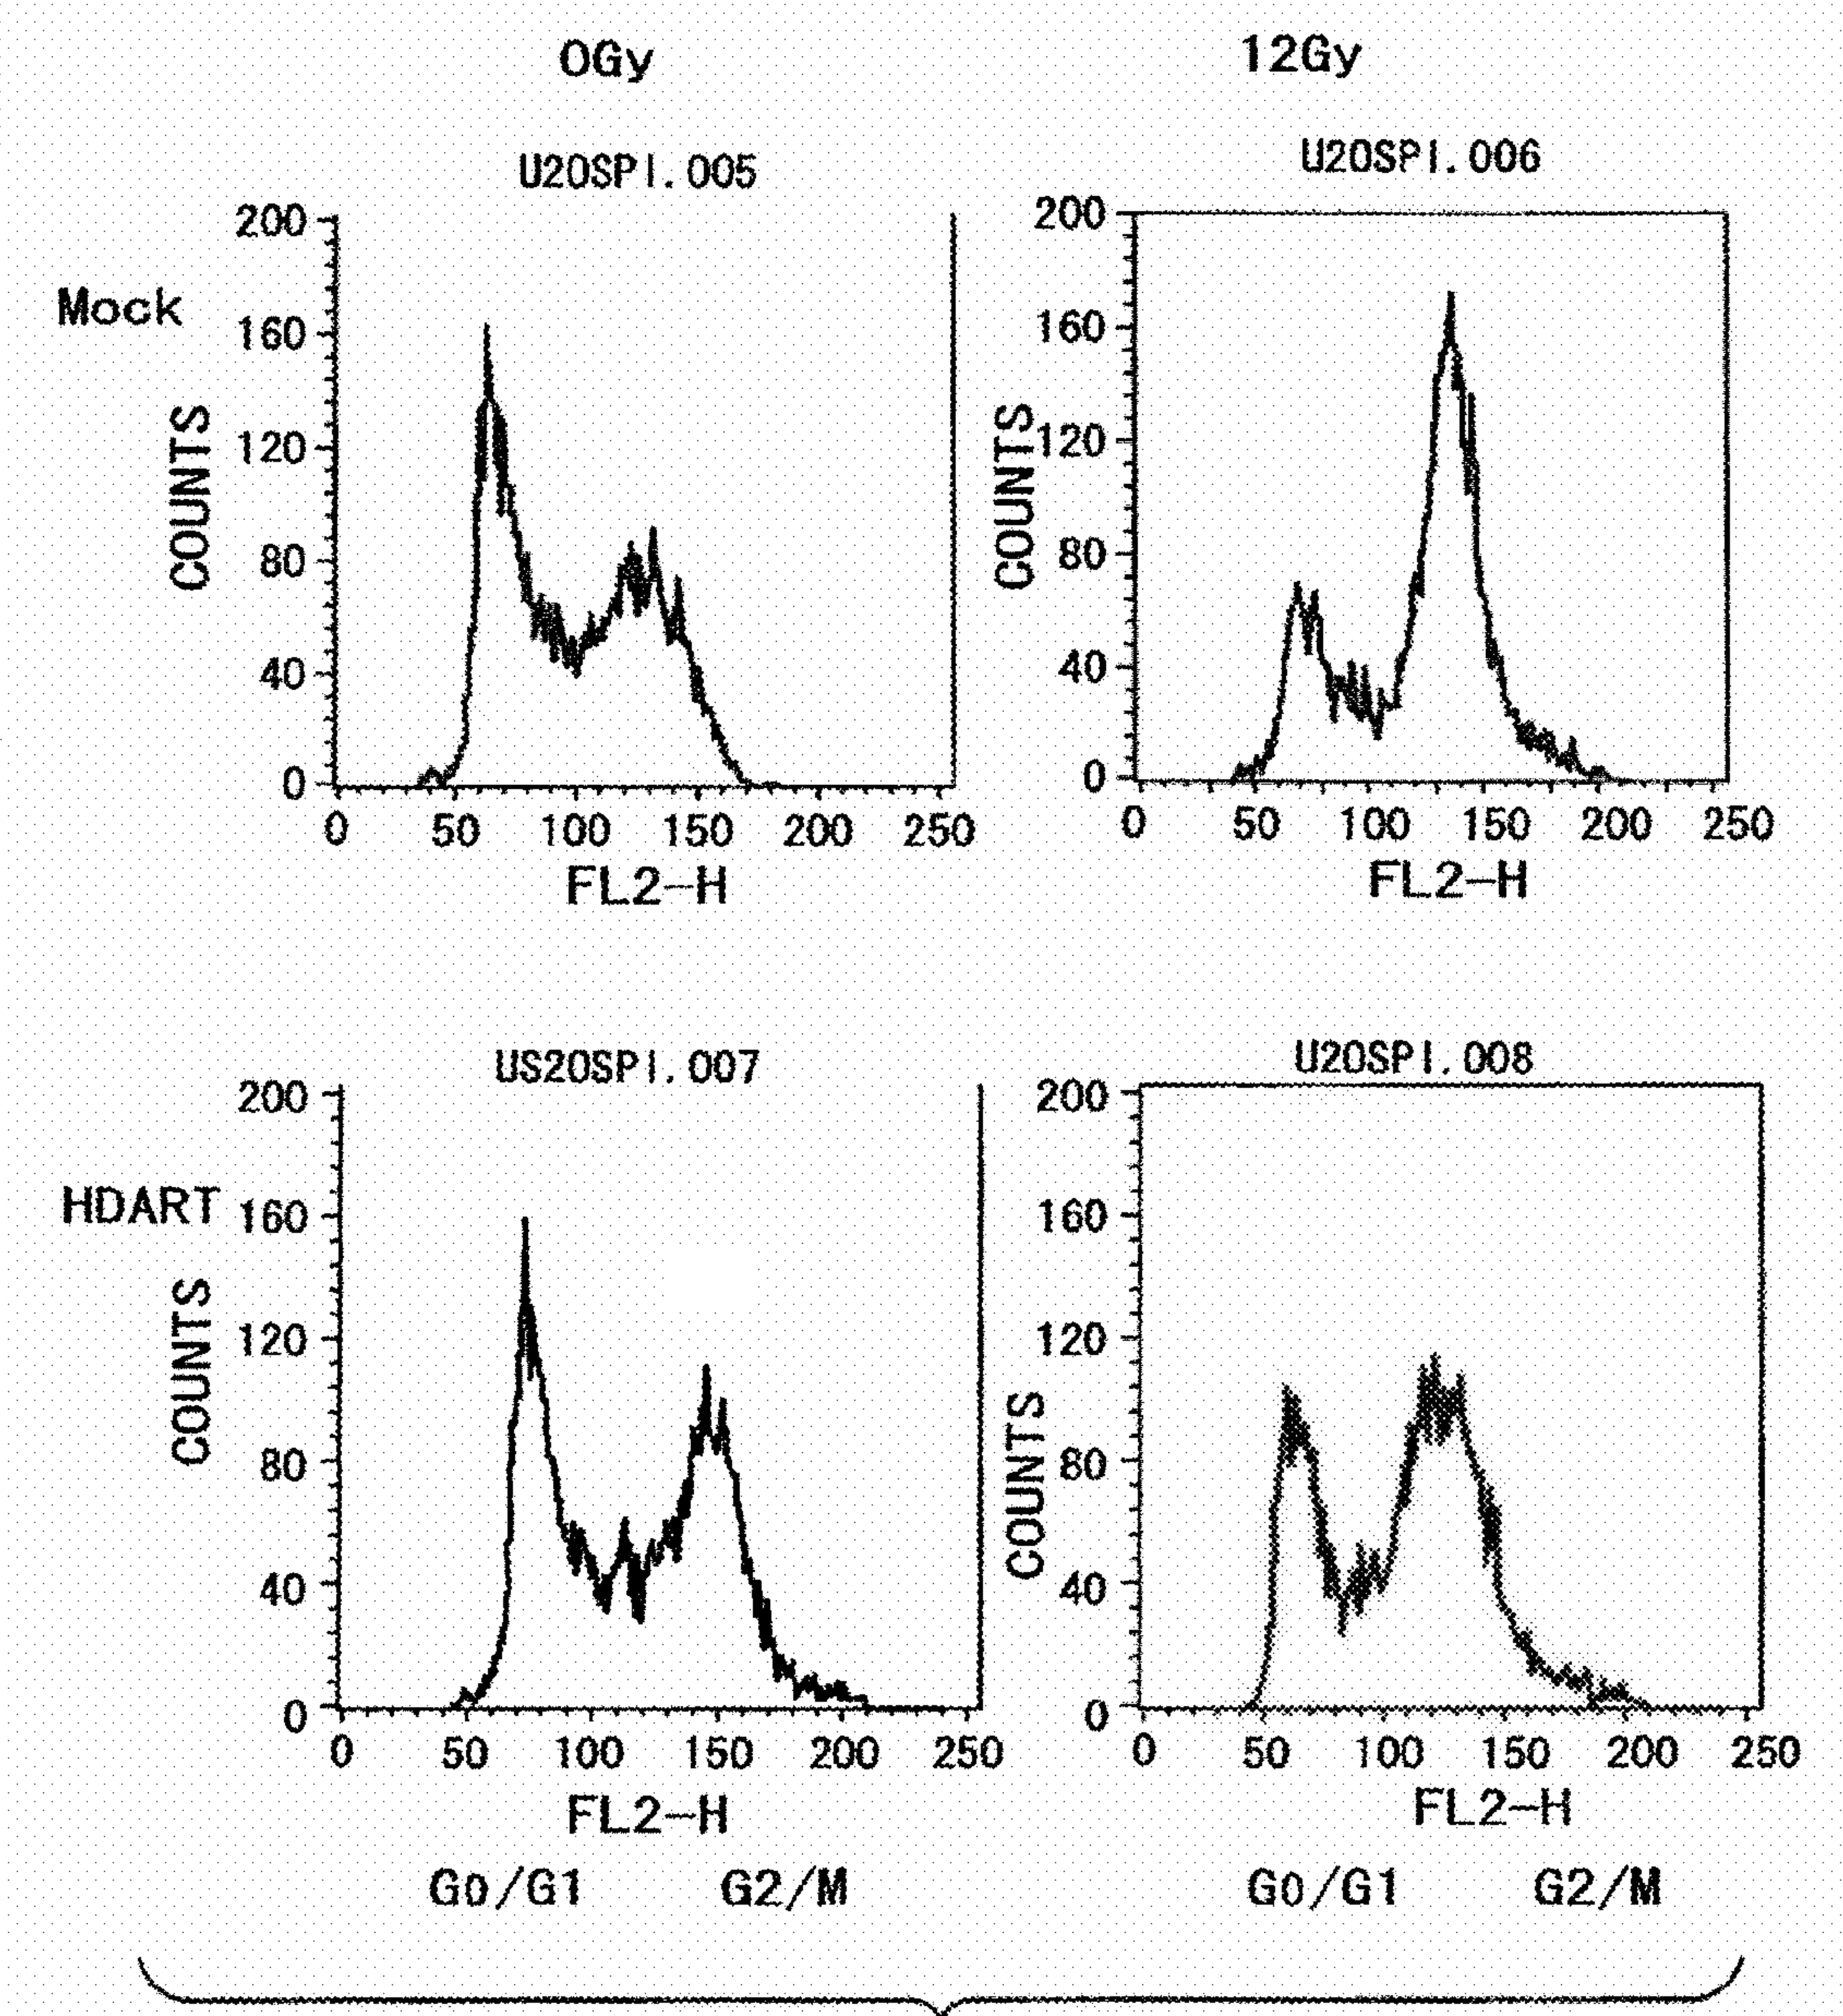 0Gy 12Gy
U20SPI.005 U20SPI.006
Mock
COUNTS
200
160
120
80
40
0
0 50 100 150 200 250
FL2-H
COUNTS
200
160
120
80
40
0
0 50 100 150 200 250
FL2-H
US20SPI.007 U20SPI.008
HDART
COUNTS
200
160
120
80
40
0
0 50 100 150 200 250
FL2-H
COUNTS
200
160
120
80
40
0
0 50 100 150 200 250
FL2-H
G0/G1 G2/M G0/G1 G2/M